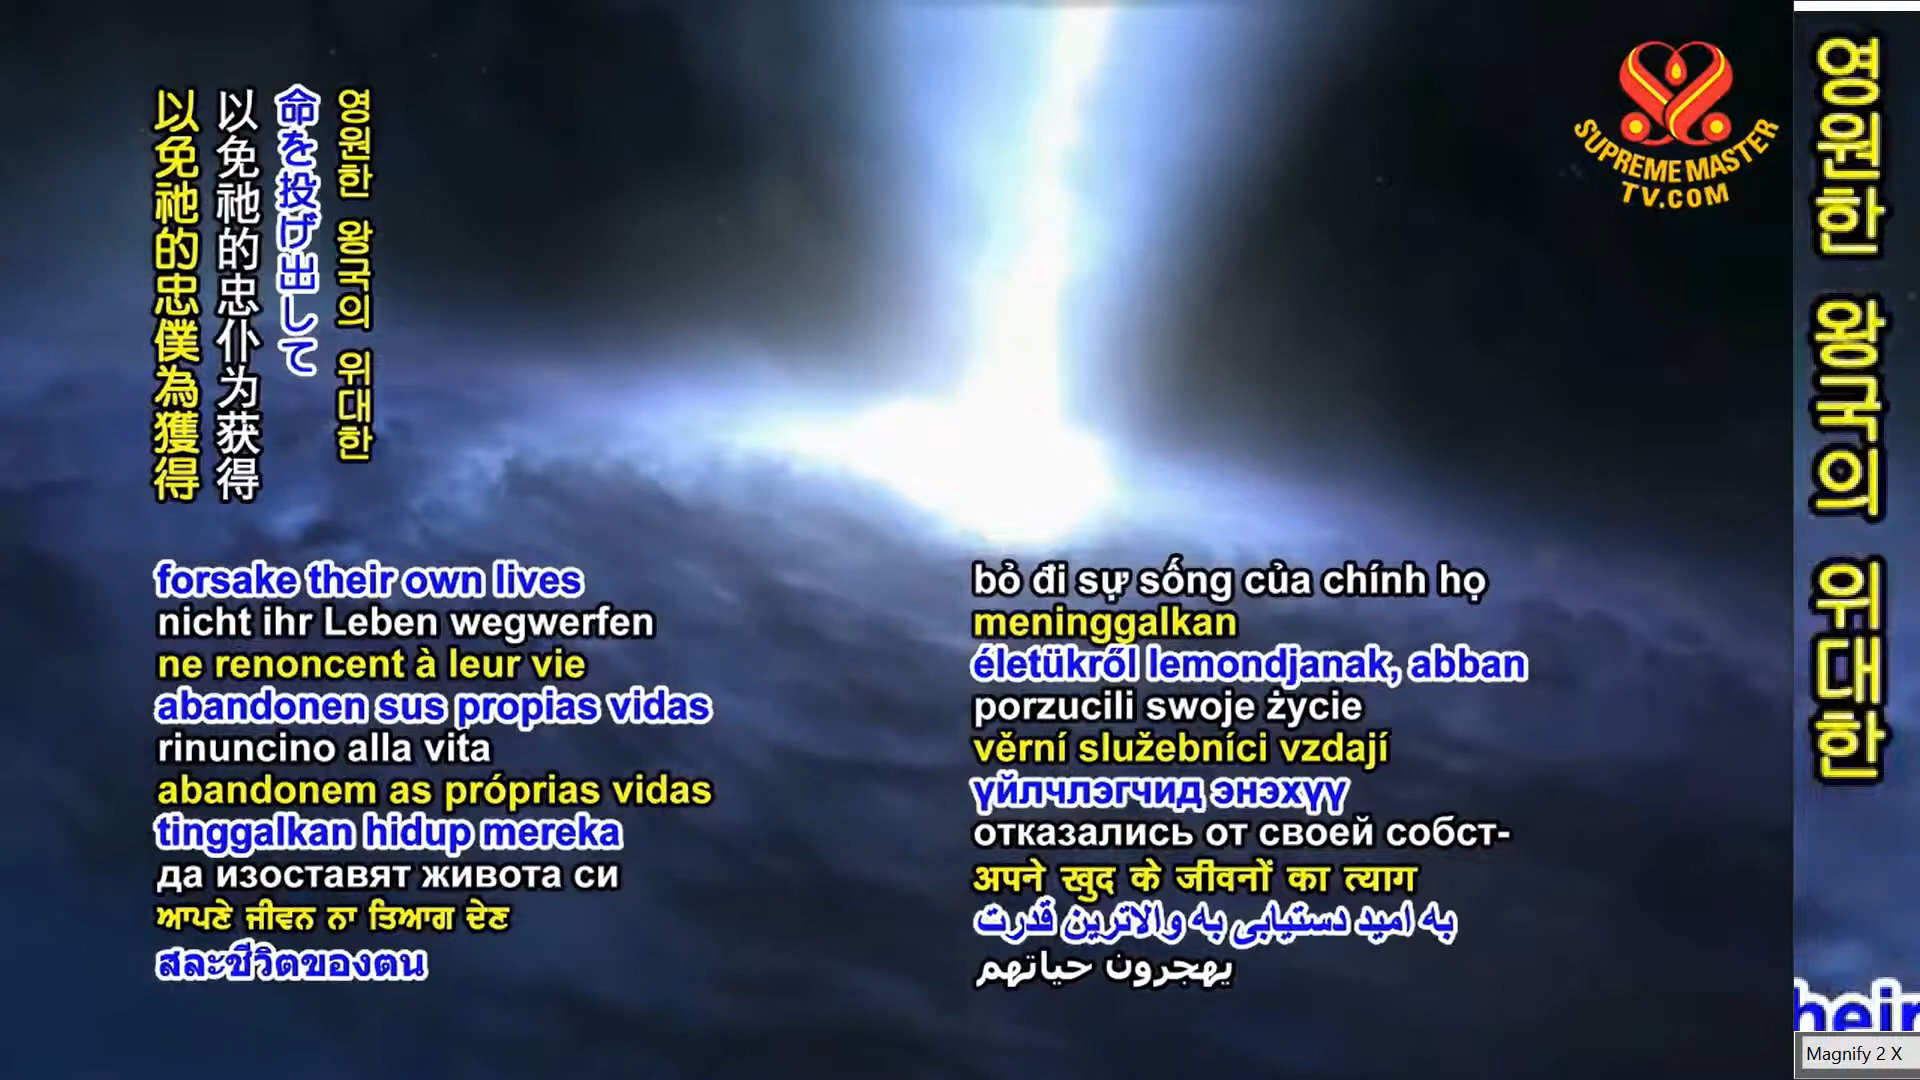 영원한 왕국의 위대한
命を投げ出して
以免祂的忠仆为获得
以免祂的忠僕為獲得
SUPREME MASTER
TV.COM
forsake their own lives
nicht ihr Leben wegwerfen
ne renoncent à leur vie
abandonen sus propias vidas
rinuncino alla vita
abandonem as próprias vidas
tinggalkan hidup mereka
да изоставят живота си
ਆਪਣੇ ਜੀਵਨ ਨਾ ਤਿਆਗ ਦੇਣ
สละชีวิตของตน
bỏ đi sự sống của chính họ
meninggalkan
életükről lemondjanak, abban
porzucili swoje życie
věrní služebníci vzdají
үйлчлэгчид энэхүү
отказались от своей собст-
अपने खुद के जीवनों का त्याग
به امید دستیابی به والاترین قدرت
يهجرون حياتهم
영원한 왕국의 위대한
heir
Magnify 2 X